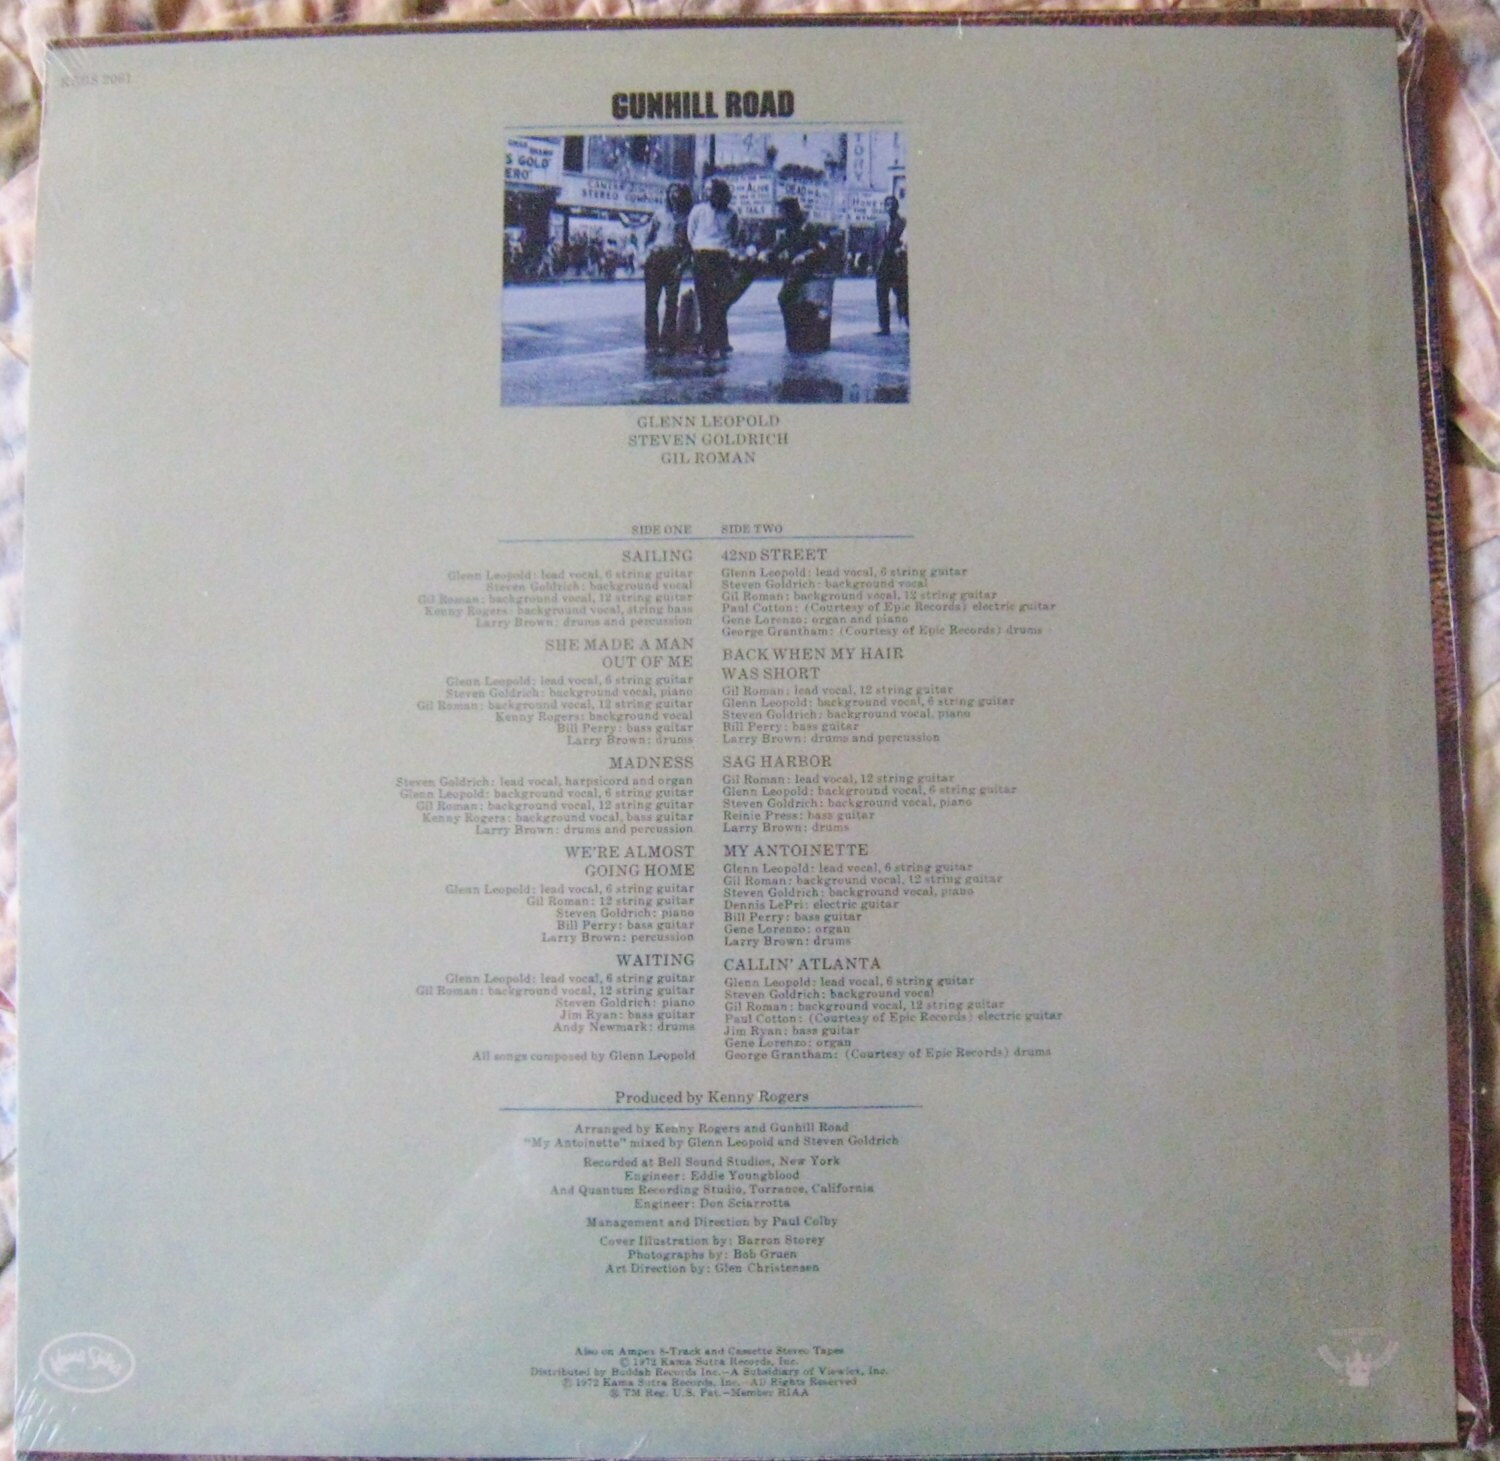 KSBS 2061
GUNHILL ROAD
'S GOLD
ERO
GLENN LEOPOLD
STEVEN GOLDRICH
GIL ROMAN
SIDE ONE
SAILING
Glenn Leopold: lead vocal, 6 string guitar
Steven Goldrich: background vocal
Gil Roman: background vocal, 12 string guitar
Kenny Rogers: background vocal, string bass
Larry Brown: drums and percussion
SHE MADE A MAN
OUT OF ME
Glenn Leopold: lead vocal, 6 string guitar
Steven Goldrich: background vocal, piano
Gil Roman: background vocal, 12 string guitar
Kenny Rogers: background vocal
Bill Perry: bass guitar
Larry Brown: drums
MADNESS
Steven Goldrich: lead vocal, harpsicord and organ
Glenn Leopold: background vocal, 6 string guitar
Gil Roman: background vocal, 12 string guitar
Kenny Rogers: background vocal, bass guitar
Larry Brown: drums and percussion
WE'RE ALMOST
GOING HOME
Glenn Leopold: lead vocal, 6 string guitar
Gil Roman: 12 string guitar
Steven Goldrich: piano
Bill Perry: bass guitar
Larry Brown: percussion
WAITING
Glenn Leopold: lead vocal, 6 string guitar
Gil Roman: background vocal, 12 string guitar
Steven Goldrich: piano
Jim Ryan: bass guitar
Andy Newmark: drums
All songs composed by Glenn Leopold
SIDE TWO
42ND STREET
Glenn Leopold: lead vocal, 6 string guitar
Steven Goldrich: background vocal
Gil Roman: background vocal, 12 string guitar
Paul Cotton: (Courtesy of Epic Records) electric guitar
Gene Lorenzo: organ and piano
George Grantham: (Courtesy of Epic Records) drums
BACK WHEN MY HAIR
WAS SHORT
Gil Roman: lead vocal, 12 string guitar
Glenn Leopold: background vocal, 6 string guitar
Steven Goldrich: background vocal, piano
Bill Perry: bass guitar
Larry Brown: drums and percussion
SAG HARBOR
Gil Roman: lead vocal, 12 string guitar
Glenn Leopold: background vocal, 6 string guitar
Steven Goldrich: background vocal, piano
Reinie Press: bass guitar
Larry Brown: drums
MY ANTOINETTE
Glenn Leopold: lead vocal, 6 string guitar
Gil Roman: background vocal, 12 string guitar
Steven Goldrich: background vocal, piano
Dennis LePri: electric guitar
Bill Perry: bass guitar
Gene Lorenzo: organ
Larry Brown: drums
CALLIN' ATLANTA
Glenn Leopold: lead vocal, 6 string guitar
Steven Goldrich: background vocal
Gil Roman: background vocal, 12 string guitar
Paul Cotton: (Courtesy of Epic Records) electric guitar
Jim Ryan: bass guitar
Gene Lorenzo: organ
George Grantham: (Courtesy of Epic Records) drums
Produced by Kenny Rogers
Arranged by Kenny Rogers and Gunhill Road
"My Antoinette" mixed by Glenn Leopold and Steven Goldrich
Recorded at Bell Sound Studios, New York
Engineer: Eddie Youngblood
And Quantum Recording Studio, Torrance, California
Engineer: Don Sciarrotta
Management and Direction by Paul Colby
Cover Illustration by: Barron Storey
Photographs by: Bob Gruen
Art Direction by: Glen Christensen
Also on Ampex 8-Track and Cassette Stereo Tapes
© 1972 Kama Sutra Records, Inc.
Distributed by Buddah Records Inc.—A Subsidiary of Viewlex, Inc.
℗ 1972 Kama Sutra Records, Inc.—All Rights Reserved
® TM Reg. U.S. Pat.—Member RIAA
Kama Sutra